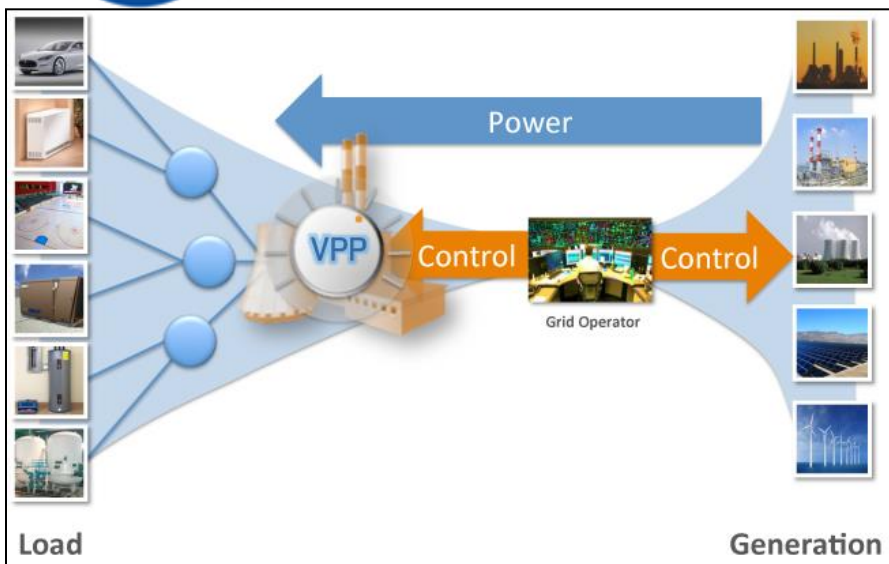 Power
VPP
Control
Control
Grid Operator
Load
Generation